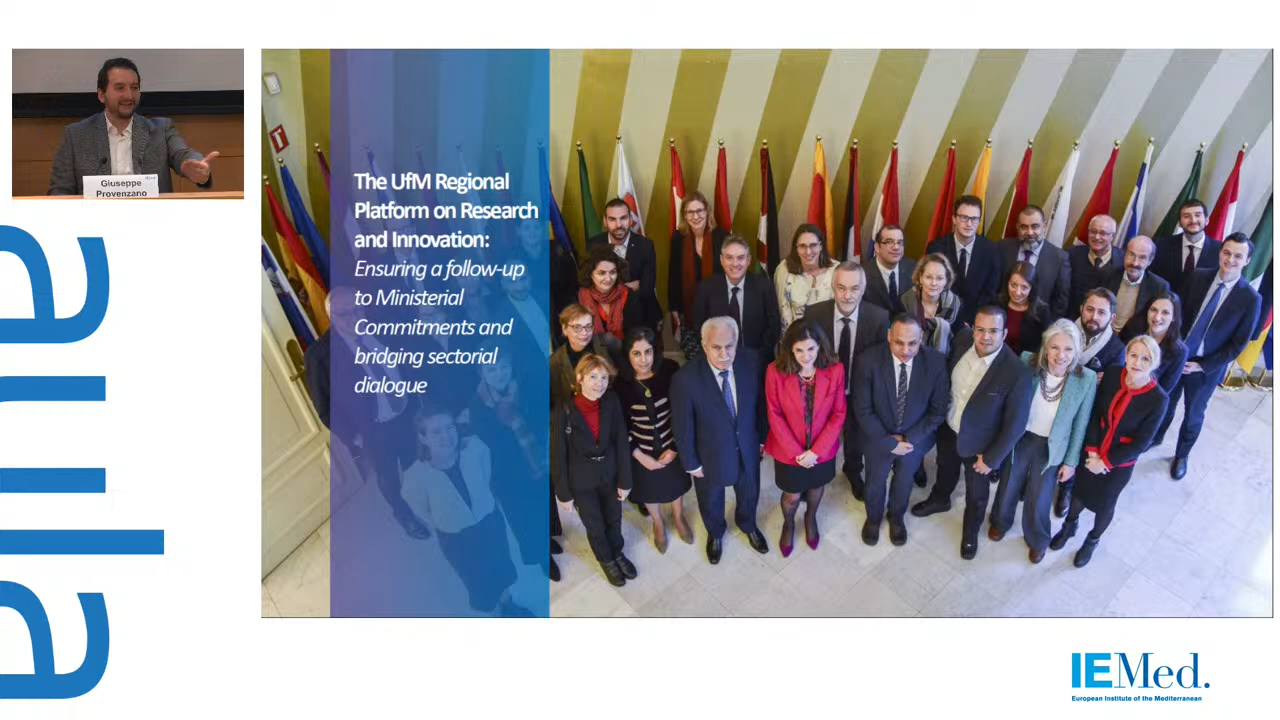 Giuseppe
Provenzano
The UfM Regional
Platform on Research
and Innovation:
Ensuring a follow-up
to Ministerial
Commitments and
bridging sectorial
dialogue
aula
IEMed.
European Institute of the Mediterranean